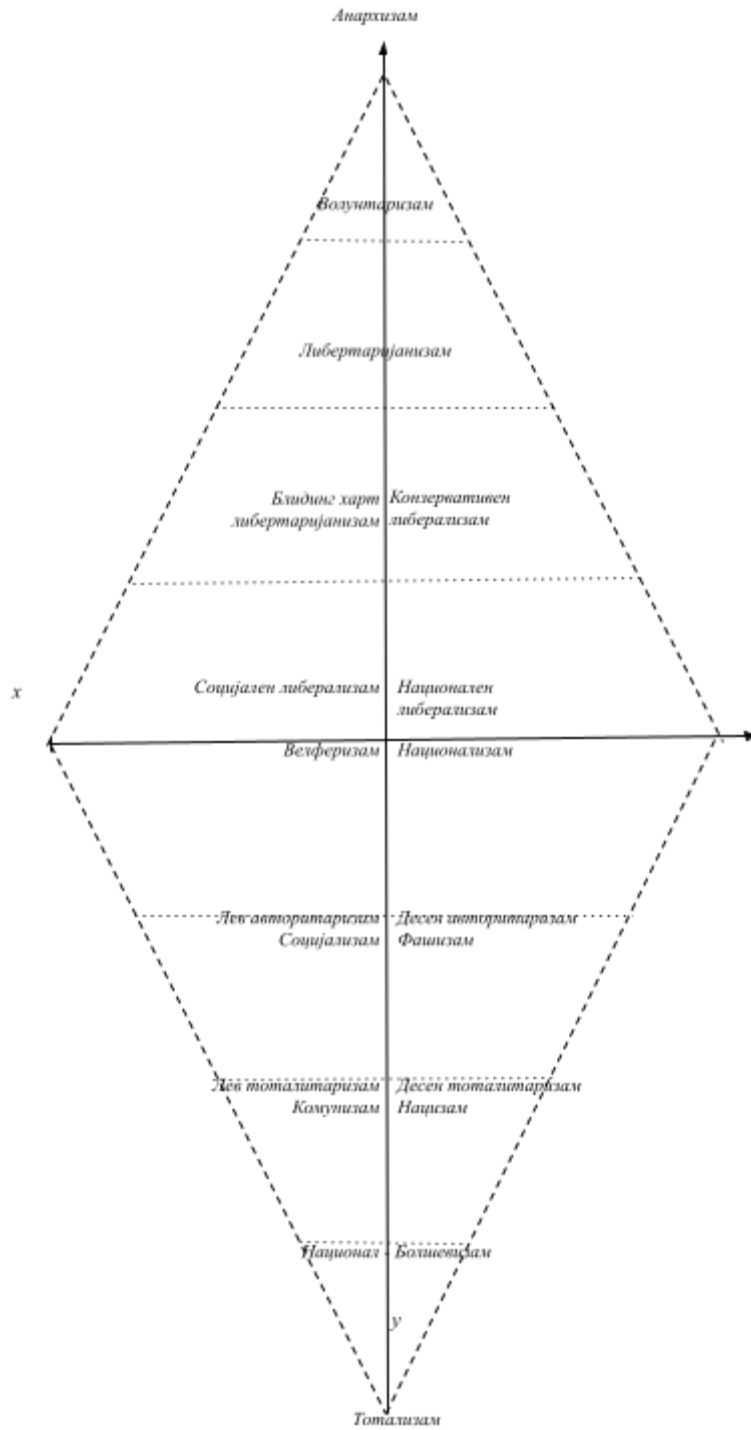 Анархизам
Волунтаризам
Либертаријанизам
Блидинг харт
либертаријанизам
Конзервативен
либерализам
x
Социјален либерализам
Национален
либерализам
Велферизам
Национализам
Лев авторитаризам
Социјализам
Десен авторитаризам
Фашизам
Лев тоталитаризам
Комунизам
Десен тоталитаризам
Нацизам
Национал - Болшевизам
y
Тотализам